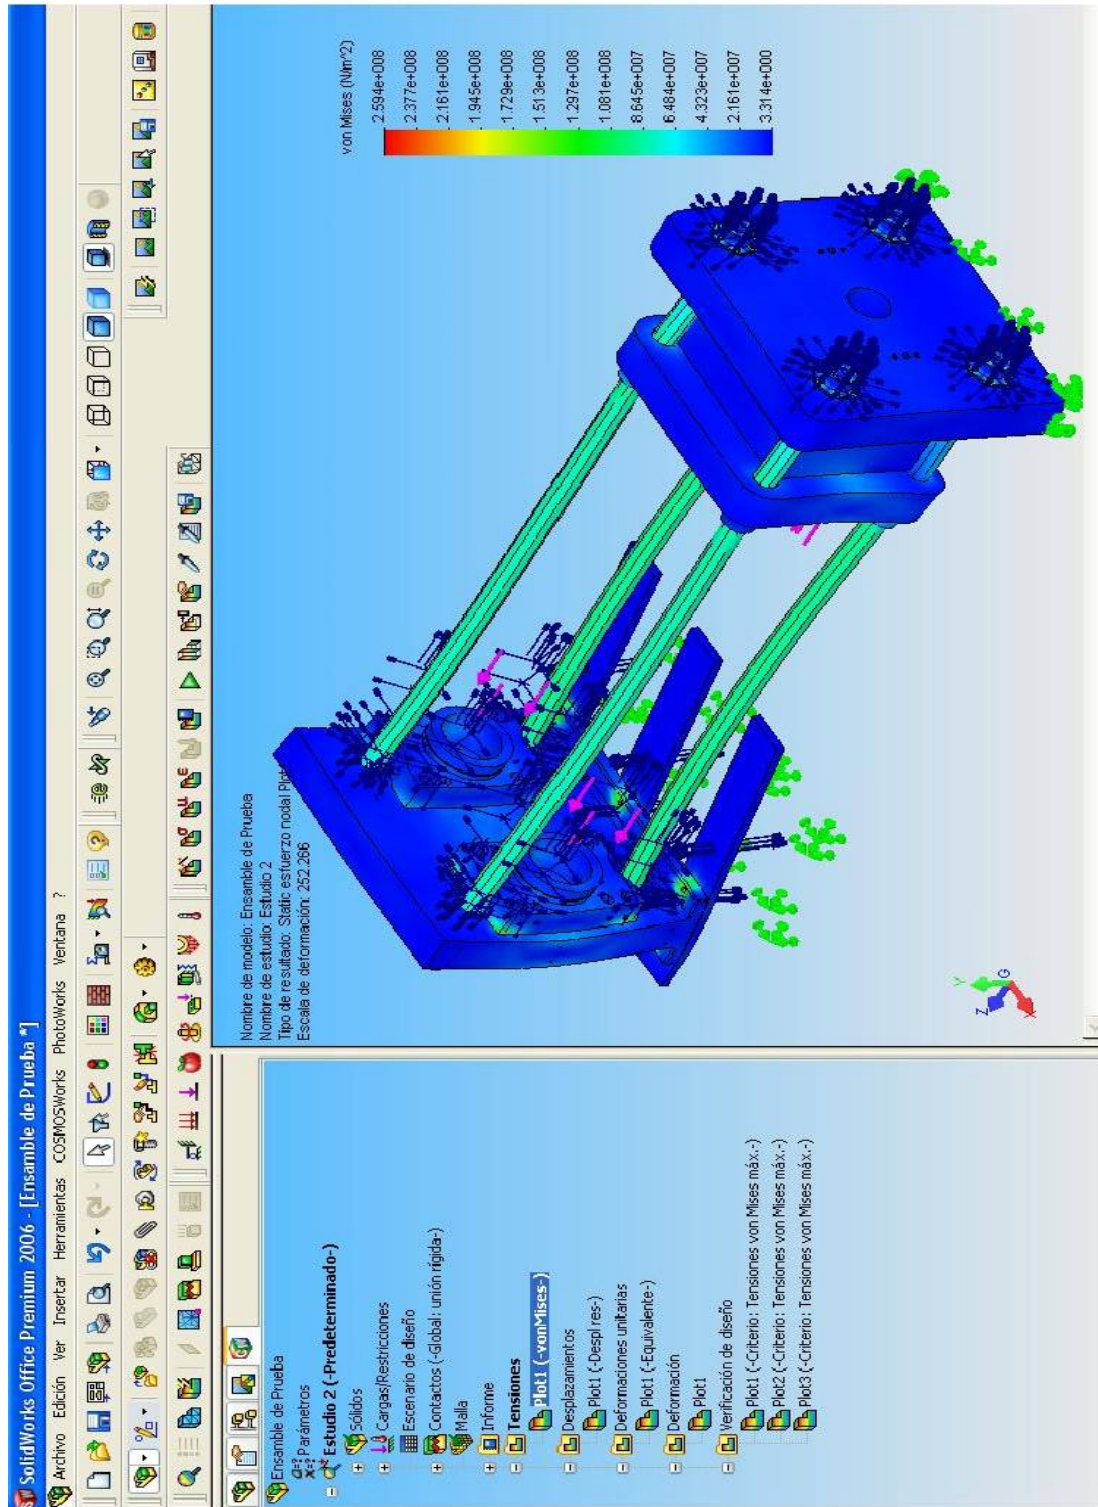 SolidWorks Office Premium 2006 - [Ensamble de Prueba *]
Archivo Edición Ver Insertar Herramientas COSMOSWorks PhotoWorks Ventana ?
Ensamble de Prueba
Parámetros
Estudio 2 (-Predeterminado-)
Sólidos
Cargas/Restricciones
Escenario de diseño
Contactos (-Global: unión rígida-)
Malla
Informe
Tensiones
Plot1 (-vonMises-)
Desplazamientos
Plot1 (-Despl res-)
Deformaciones unitarias
Plot1 (-Equivalente-)
Deformación
Plot1
Verificación de diseño
Plot1 (-Criterio: Tensiones von Mises máx.-)
Plot2 (-Criterio: Tensiones von Mises máx.-)
Plot3 (-Criterio: Tensiones von Mises máx.-)
Nombre de modelo: Ensamble de Prueba
Nombre de estudio: Estudio 2
Tipo de resultado: Static esfuerzo nodal Plot
Escala de deformación: 252.266
von Mises (N/m^2)
2.594e+008
2.377e+008
2.161e+008
1.945e+008
1.729e+008
1.513e+008
1.297e+008
1.081e+008
8.645e+007
6.484e+007
4.323e+007
2.161e+007
3.314e+000
Y
Z
X
G